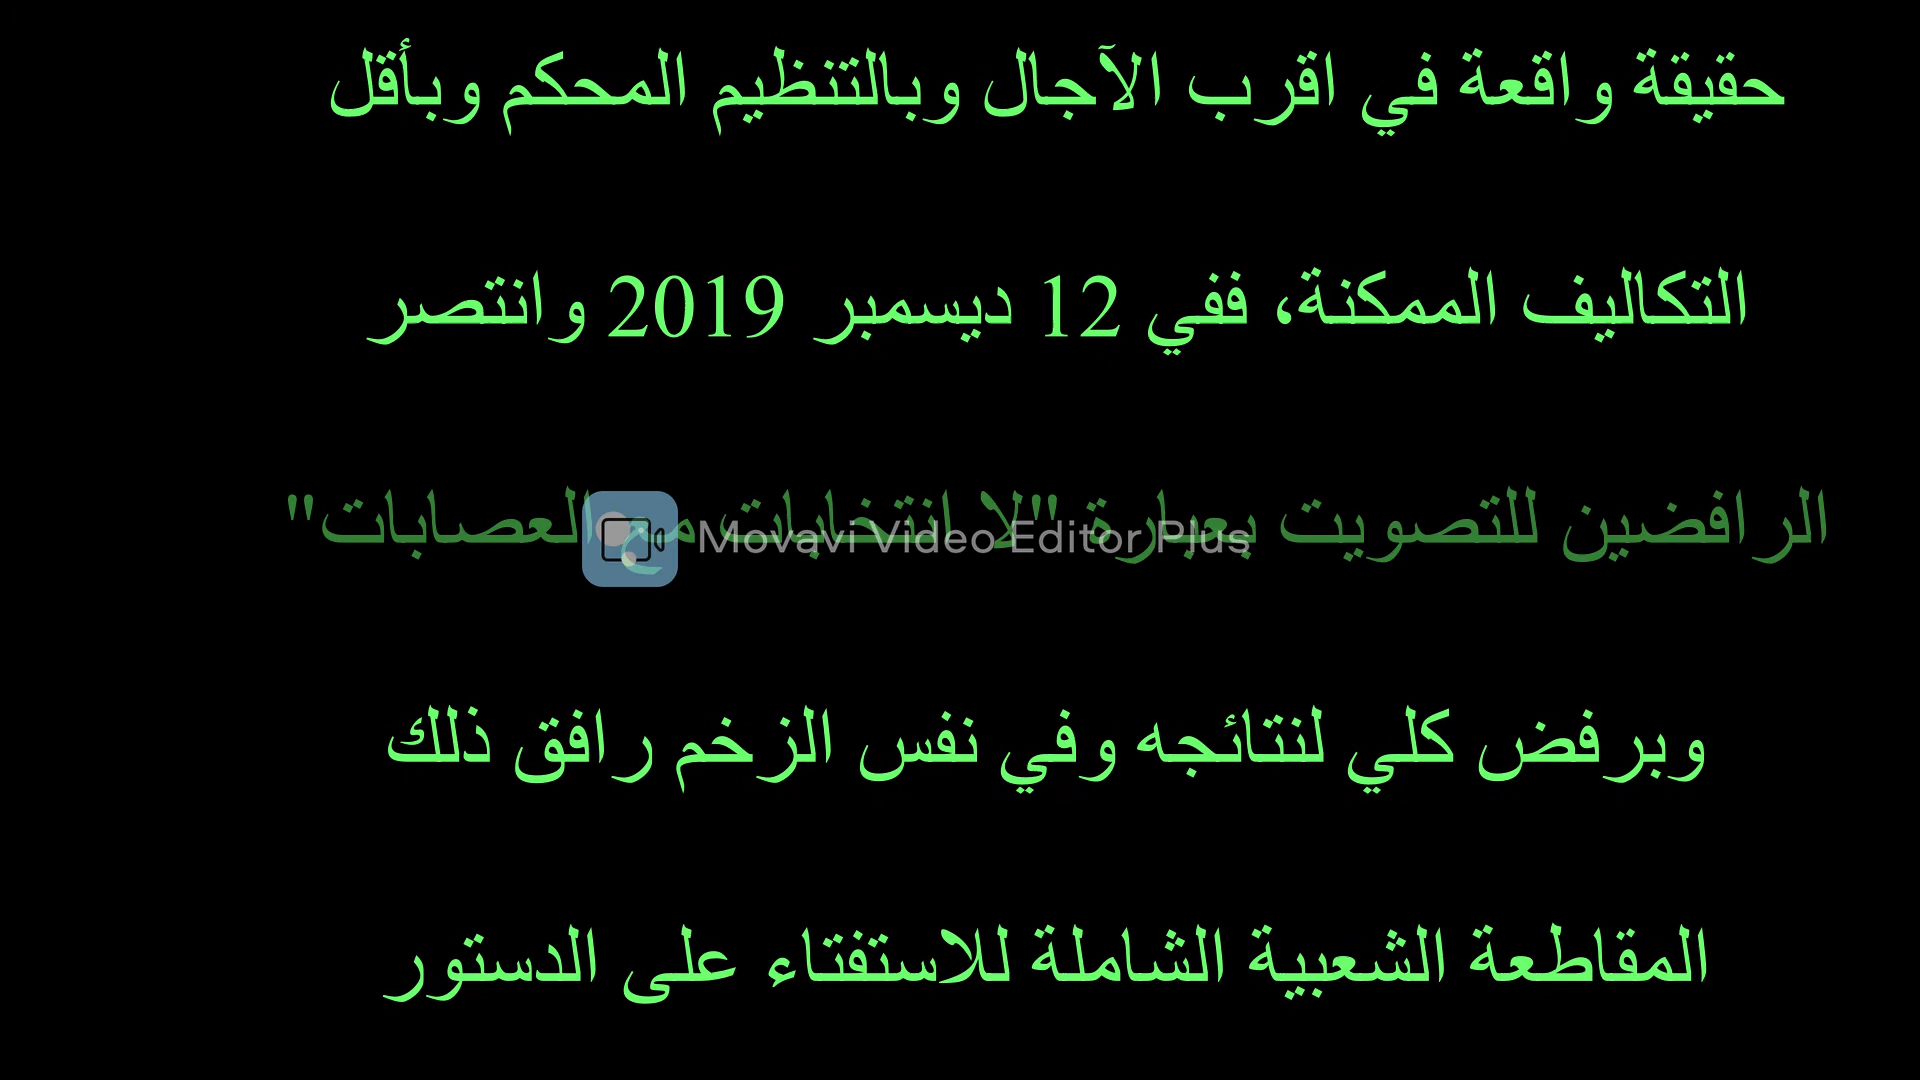 حقيقة واقعة في اقرب الآجال وبالتنظيم المحكم وبأقل
التكاليف الممكنة، ففي 12 ديسمبر 2019 وانتصر
الرافضين للتصويت بعبارة "لا انتخابات مع العصابات"
Movavi Video Editor Plus
وبرفض كلي لنتائجه وفي نفس الزخم رافق ذلك
المقاطعة الشعبية الشاملة للاستفتاء على الدستور